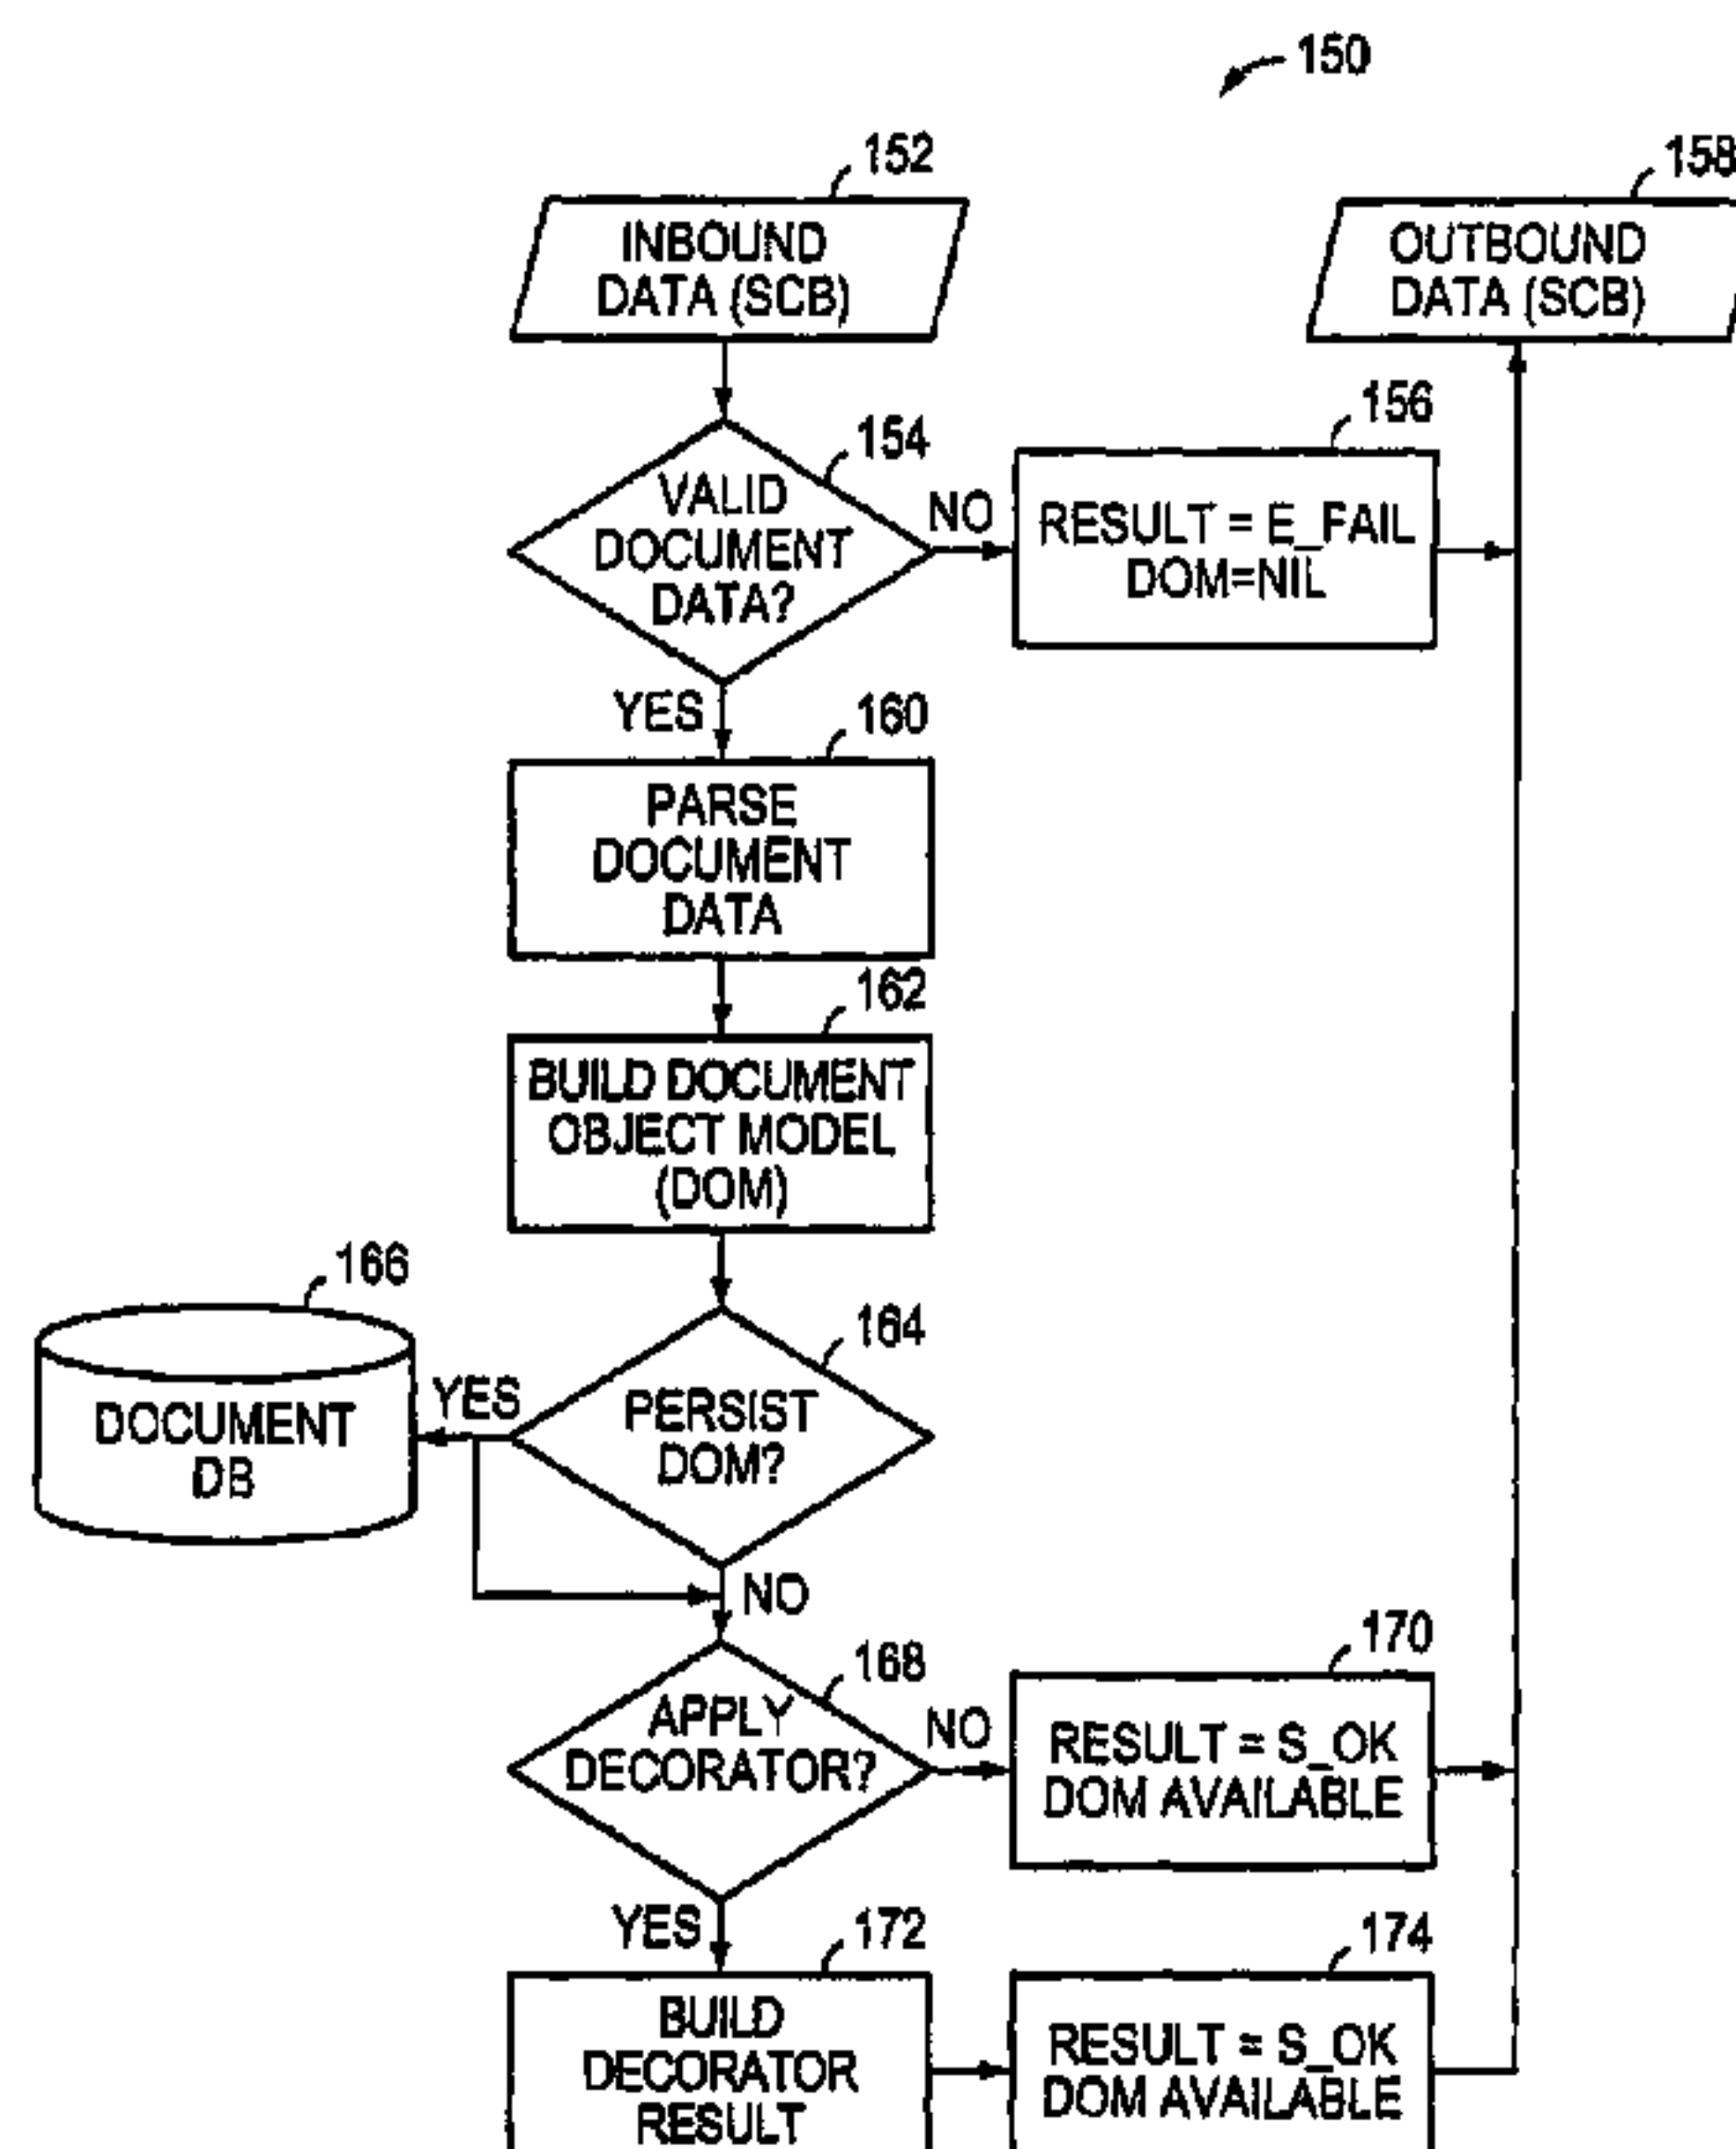 150
152
INBOUND
DATA (SCB)
158
OUTBOUND
DATA (SCB)
154
VALID
DOCUMENT
DATA?
NO
156
RESULT = E_FAIL
DOM=NIL
YES
160
PARSE
DOCUMENT
DATA
162
BUILD DOCUMENT
OBJECT MODEL
(DOM)
166
DOCUMENT
DB
YES
164
PERSIST
DOM?
NO
168
APPLY
DECORATOR?
NO
170
RESULT = S_OK
DOM AVAILABLE
YES
172
BUILD
DECORATOR
RESULT
174
RESULT = S_OK
DOM AVAILABLE